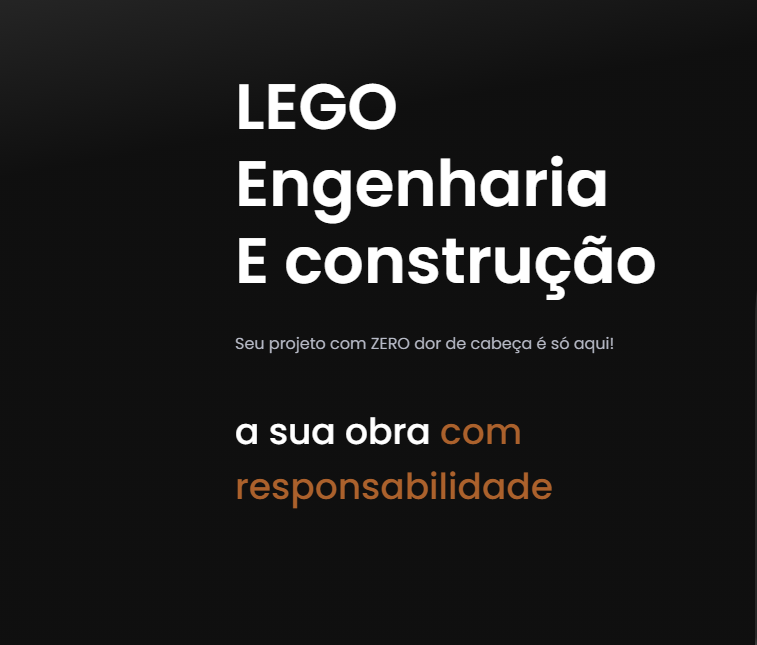 LEGO
Engenharia
E construção
Seu projeto com ZERO dor de cabeça é só aqui!
a sua obra com
responsabilidade